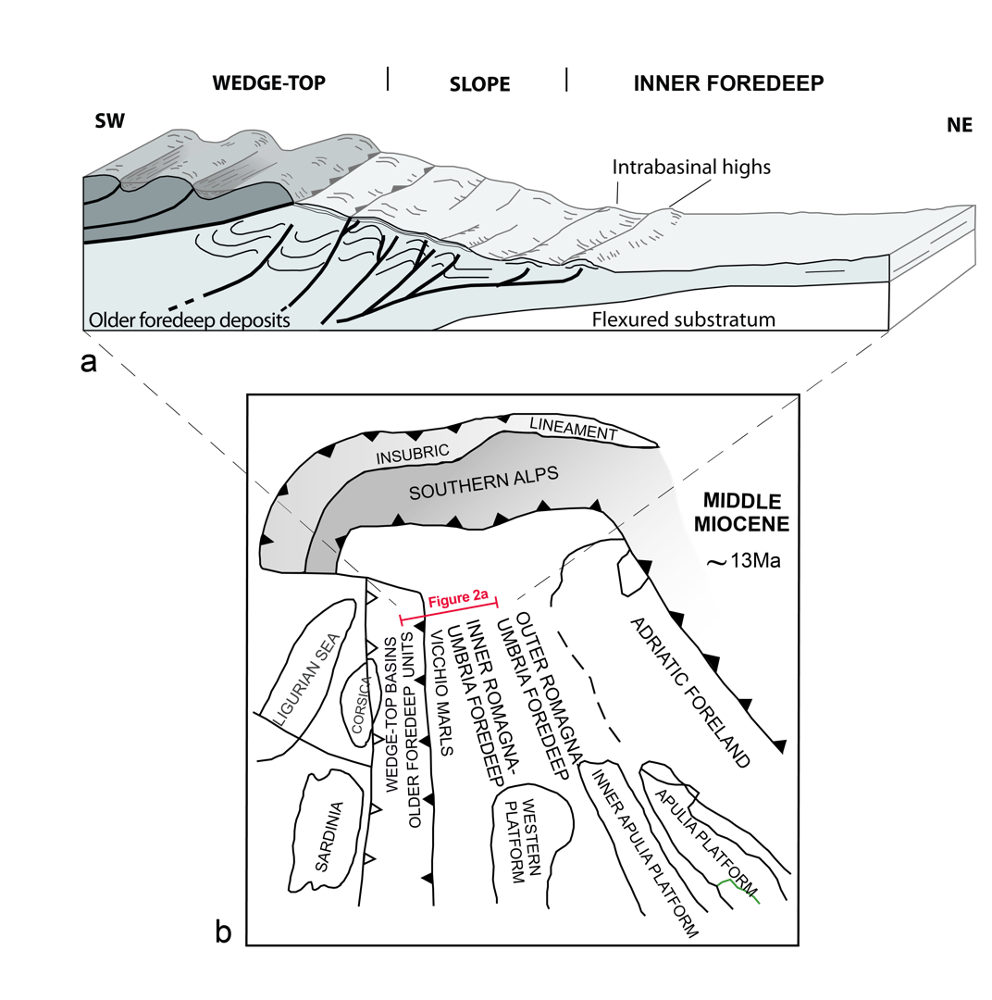 WEDGE-TOP | SLOPE | INNER FOREDEEP
SW
NE
Intrabasinal highs
Older foredeep deposits
Flexured substratum
a
INSUBRIC
LINEAMENT
SOUTHERN ALPS
MIDDLE
MIOCENE
~13Ma
Figure 2a
LIGURIAN SEA
CORSICA
SARDINIA
WEDGE-TOP BASINS
OLDER FOREDEEP UNITS
VICCHIO MARLS
INNER ROMAGNA-
UMBRIA FOREDEEP
OUTER ROMAGNA
UMBRIA FOREDEEP
ADRIATIC FORELAND
WESTERN
PLATFORM
INNER APULIA PLATFORM
APULIA PLATFORM
b